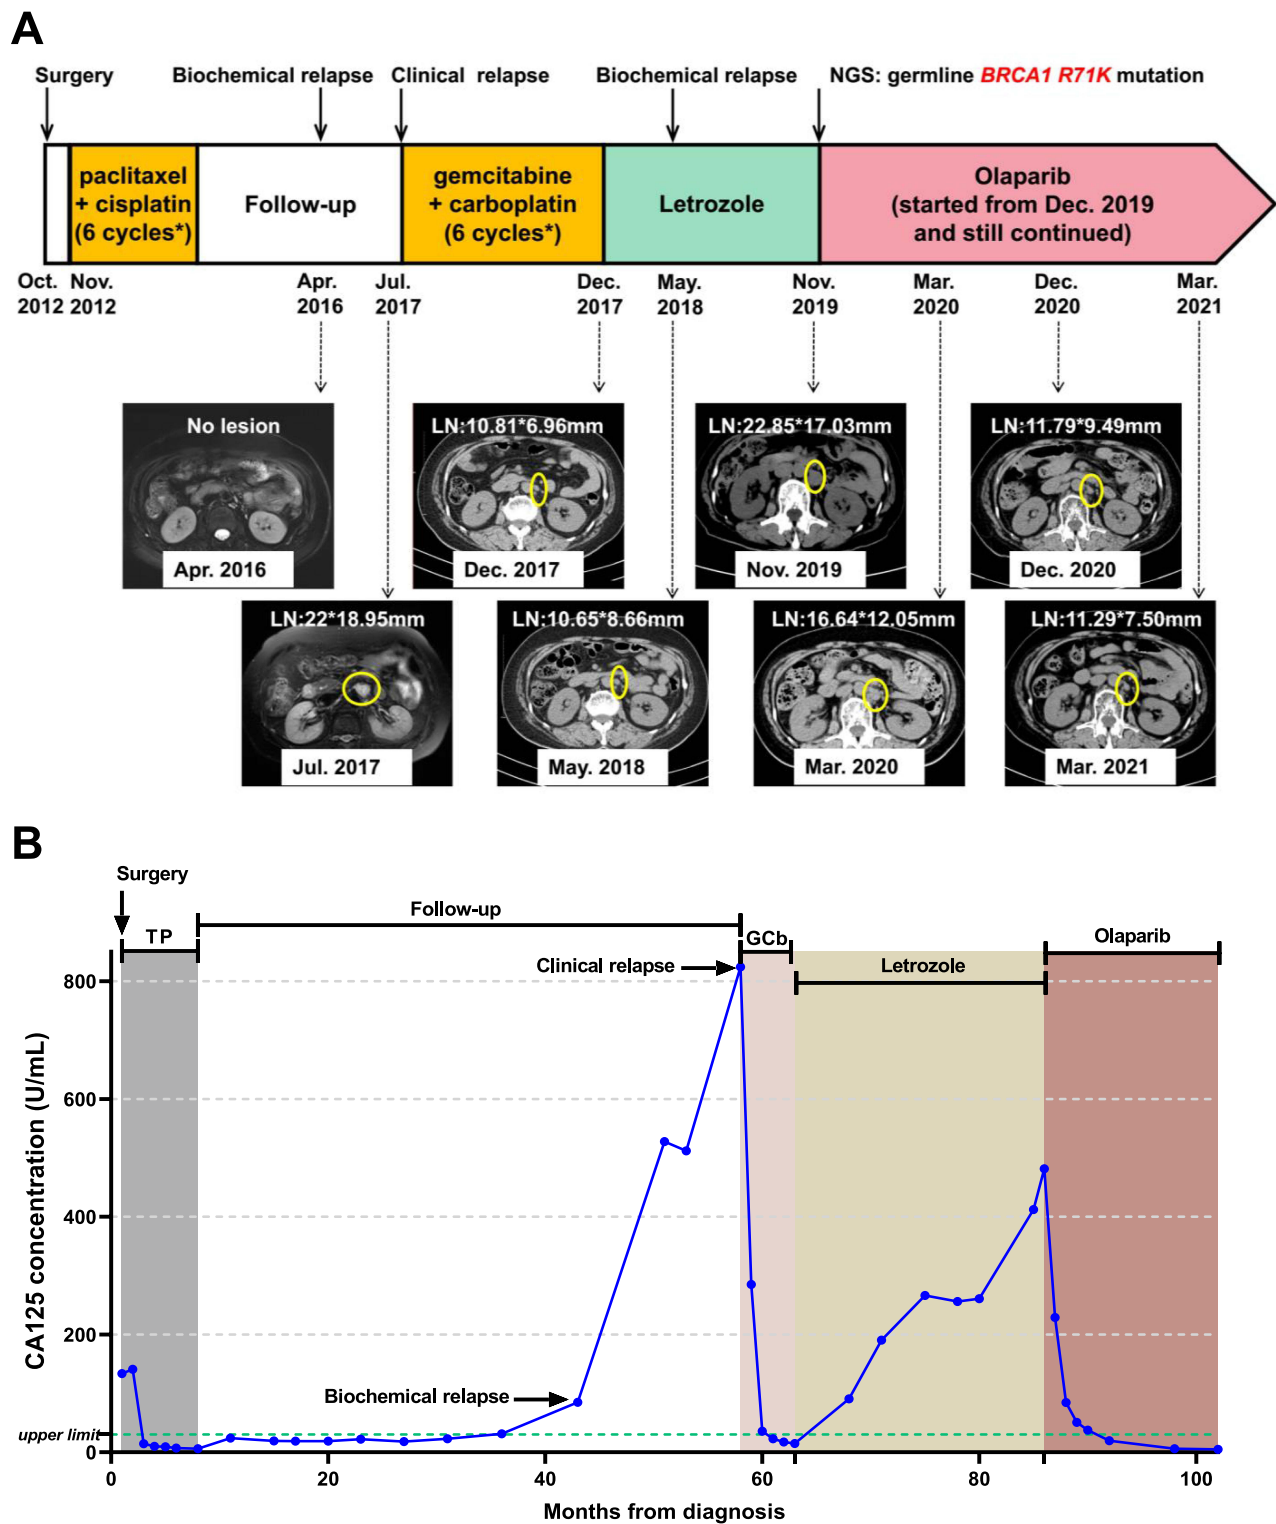 A
Surgery
Biochemical relapse
Clinical relapse
Biochemical relapse
NGS: germline BRCA1 R71K mutation
paclitaxel
+ cisplatin
(6 cycles*)
Follow-up
gemcitabine
+ carboplatin
(6 cycles*)
Letrozole
Olaparib
(started from Dec. 2019
and still continued)
Oct.
2012
Nov.
2012
Apr.
2016
Jul.
2017
Dec.
2017
May.
2018
Nov.
2019
Mar.
2020
Dec.
2020
Mar.
2021
No lesion
Apr. 2016
LN:10.81*6.96mm
Dec. 2017
LN:22.85*17.03mm
Nov. 2019
LN:11.79*9.49mm
Dec. 2020
LN:22*18.95mm
Jul. 2017
LN:10.65*8.66mm
May. 2018
LN:16.64*12.05mm
Mar. 2020
LN:11.29*7.50mm
Mar. 2021
B
Surgery
TP
Follow-up
GCb
Letrozole
Olaparib
Clinical relapse
Biochemical relapse
CA125 concentration (U/mL)
800
600
400
200
upper limit
0
0
20
40
60
80
100
Months from diagnosis